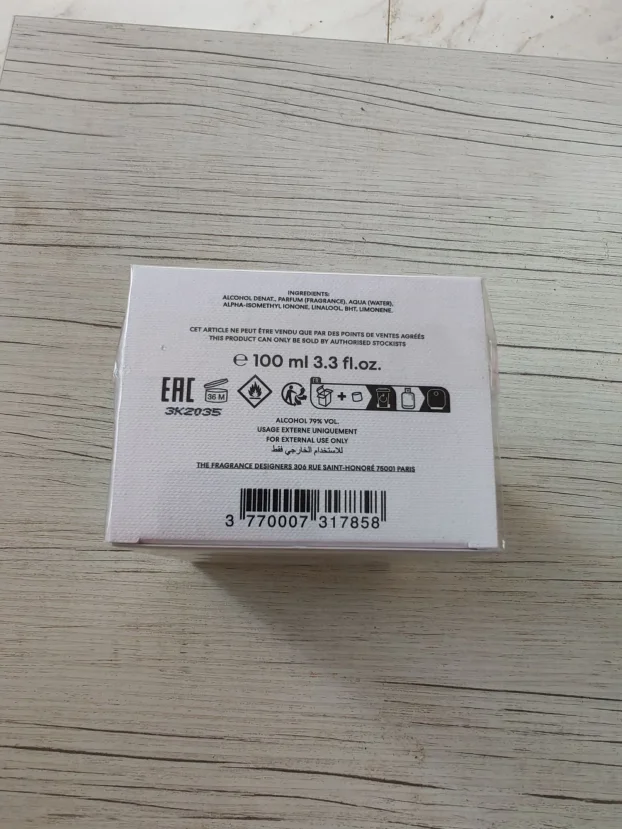 INGREDIENTS:
ALCOHOL DENAT., PARFUM (FRAGRANCE), AQUA (WATER),
ALPHA-ISOMETHYL IONONE, LINALOOL, BHT, LIMONENE.
CET ARTICLE NE PEUT ÊTRE VENDU QUE PAR DES POINTS DE VENTES AGRÉÉS
THIS PRODUCT CAN ONLY BE SOLD BY AUTHORISED STOCKISTS
℮ 100 ml 3.3 fl.oz.
EAC 36 M FR +
3K2035
ALCOHOL 79% VOL.
USAGE EXTERNE UNIQUEMENT
FOR EXTERNAL USE ONLY
للاستخدام الخارجي فقط
THE FRAGRANCE DESIGNERS 306 RUE SAINT-HONORÉ 75001 PARIS
3 770007 317858